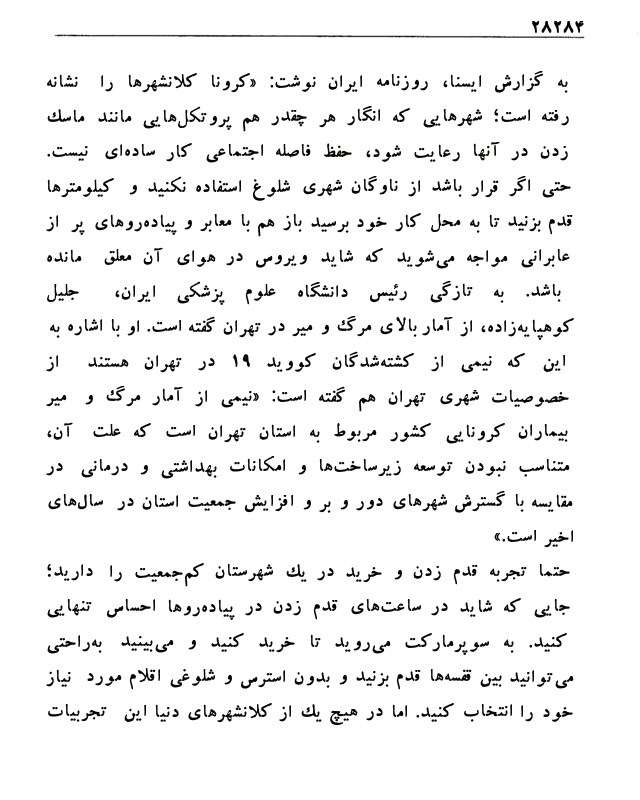 ۲۸۲۸۴
به گزارش ایسنا، روزنامه ایران نوشت: «کرونا کلانشهرها را نشانه
رفته است؛ شهرهایی که انگار هر چقدر هم پروتکل‌هایی مانند ماسك
زدن در آنها رعایت شود، حفظ فاصله اجتماعی کار ساده‌ای نیست.
حتی اگر قرار باشد از ناوگان شهری شلوغ استفاده نکنید و کیلومترها
قدم بزنید تا به محل کار خود برسید باز هم با معابر و پیاده‌روهای پر از
عابرانی مواجه می‌شوید که شاید ویروس در هوای آن معلق مانده
باشد. به تازگی رئیس دانشگاه علوم پزشکی ایران، جلیل
کوهپایه‌زاده، از آمار بالای مرگ و میر در تهران گفته است. او با اشاره به
این که نیمی از کشته‌شدگان کووید ۱۹ در تهران هستند از
خصوصیات شهری تهران هم گفته است: «نیمی از آمار مرگ و میر
بیماران کرونایی کشور مربوط به استان تهران است که علت آن،
متناسب نبودن توسعه زیرساخت‌ها و امکانات بهداشتی و درمانی در
مقایسه با گسترش شهرهای دور و بر و افزایش جمعیت استان در سال‌های
اخیر است.»
حتما تجربه قدم زدن و خرید در یك شهرستان کم‌جمعیت را دارید؛
جایی که شاید در ساعت‌های قدم زدن در پیاده‌روها احساس تنهایی
کنید. به سوپرمارکت می‌روید تا خرید کنید و می‌بینید به‌راحتی
می‌توانید بین قفسه‌ها قدم بزنید و بدون استرس و شلوغی اقلام مورد نیاز
خود را انتخاب کنید. اما در هیچ یك از کلانشهرهای دنیا این تجربیات